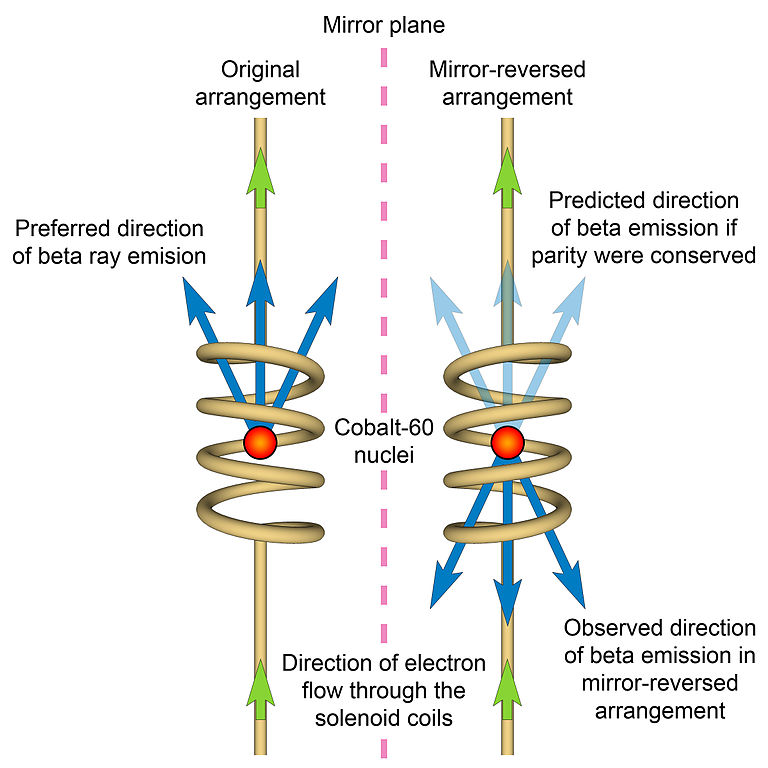 Mirror plane
Original
arrangement
Mirror-reversed
arrangement
Preferred direction
of beta ray emision
Predicted direction
of beta emission if
parity were conserved
Cobalt-60
nuclei
Direction of electron
flow through the
solenoid coils
Observed direction
of beta emission in
mirror-reversed
arrangement